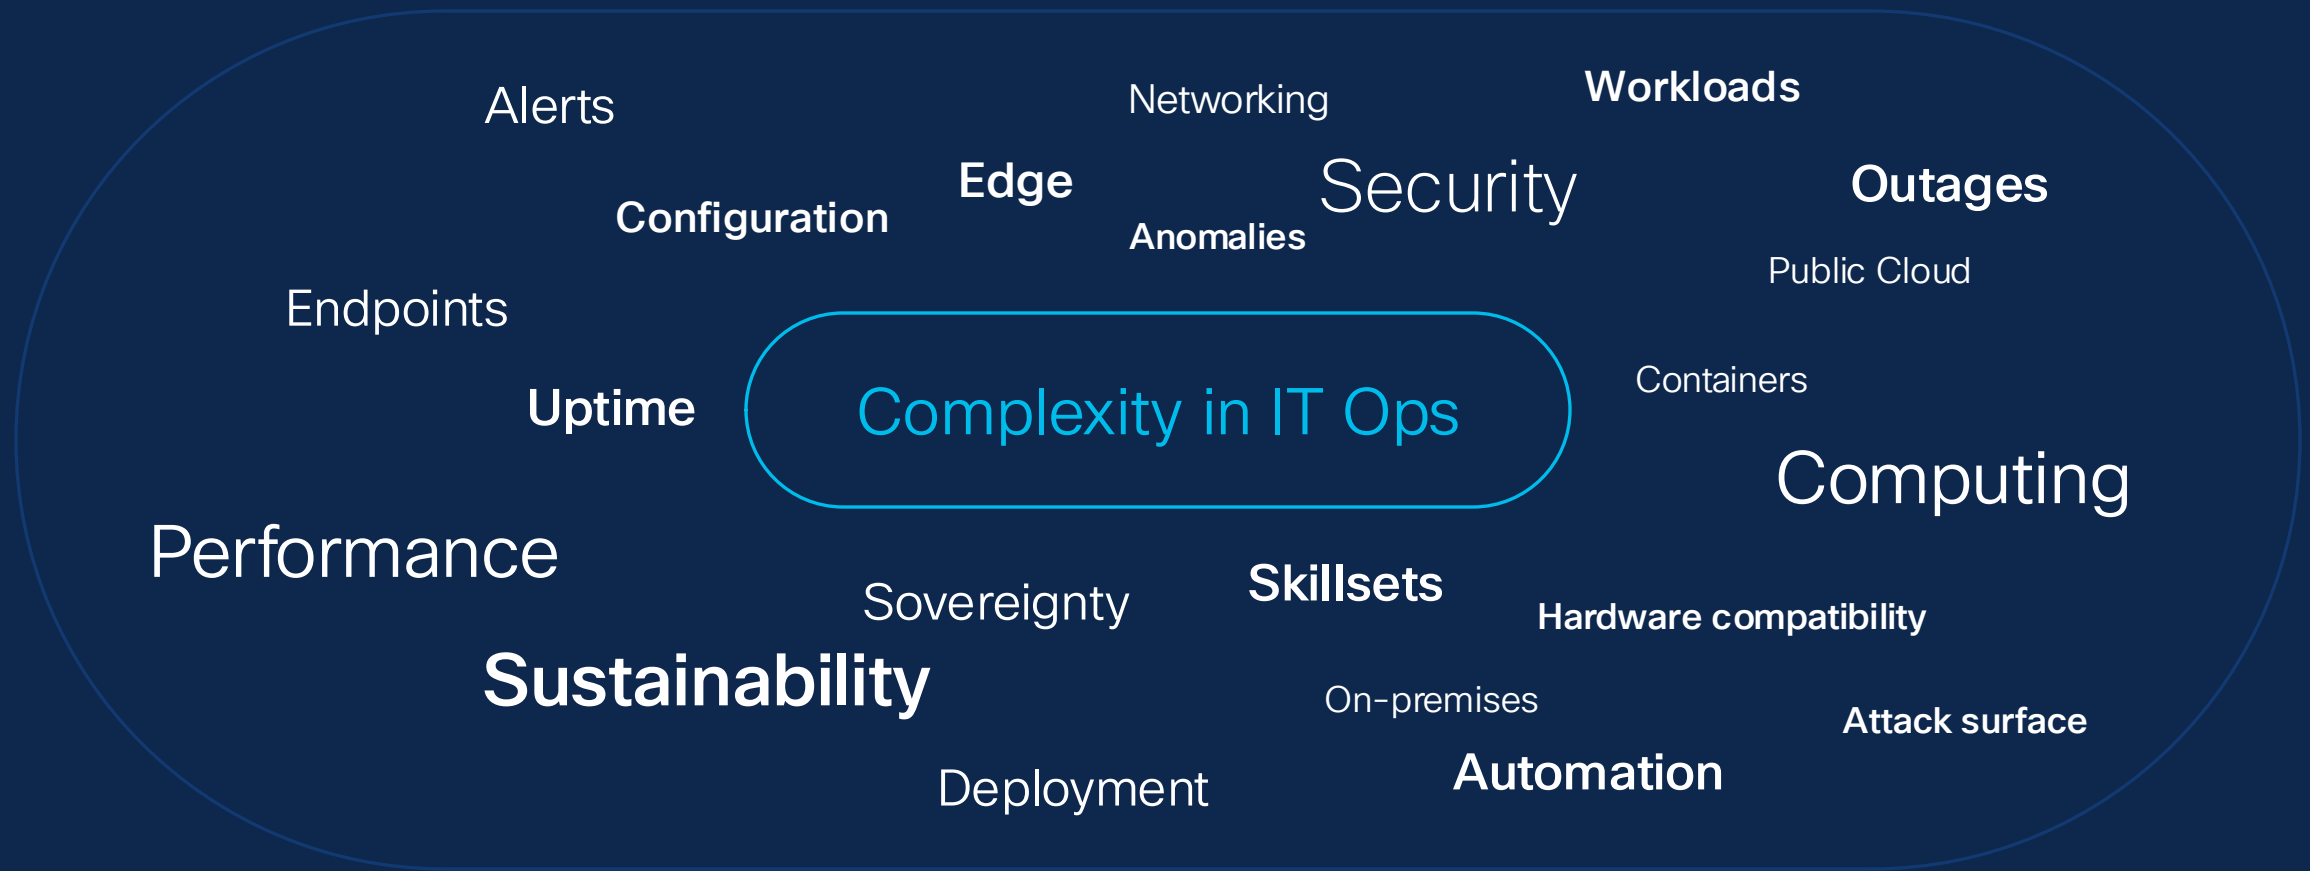 Alerts
Networking
Workloads
Edge
Security
Outages
Configuration
Anomalies
Public Cloud
Endpoints
Containers
Uptime
Complexity in IT Ops
Computing
Performance
Sovereignty
Skillsets
Hardware compatibility
Sustainability
On-premises
Attack surface
Deployment
Automation